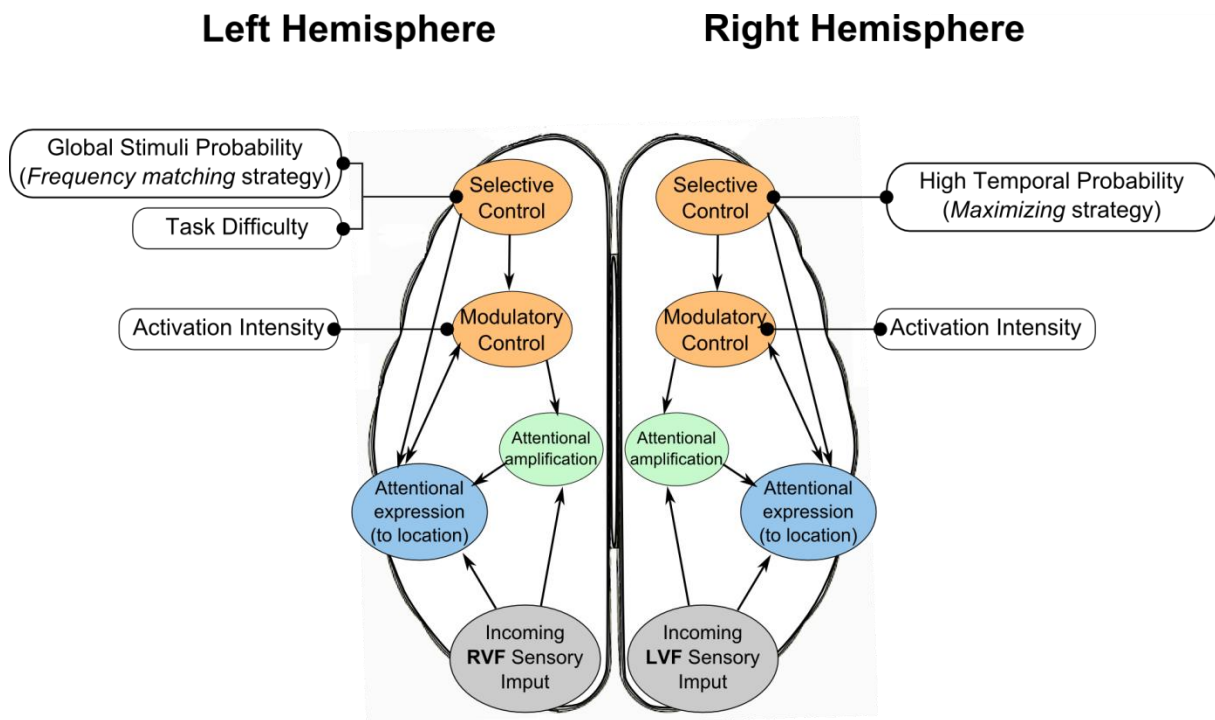 Left Hemisphere
Right Hemisphere
Global Stimuli Probability
(Frequency matching strategy)
Task Difficulty
Activation Intensity
Selective
Control
Modulatory
Control
Attentional
amplification
Attentional
expression
(to location)
Incoming
RVF Sensory
Imput
Selective
Control
Modulatory
Control
Attentional
amplification
Attentional
expression
(to location)
Incoming
LVF Sensory
Imput
High Temporal Probability
(Maximizing strategy)
Activation Intensity